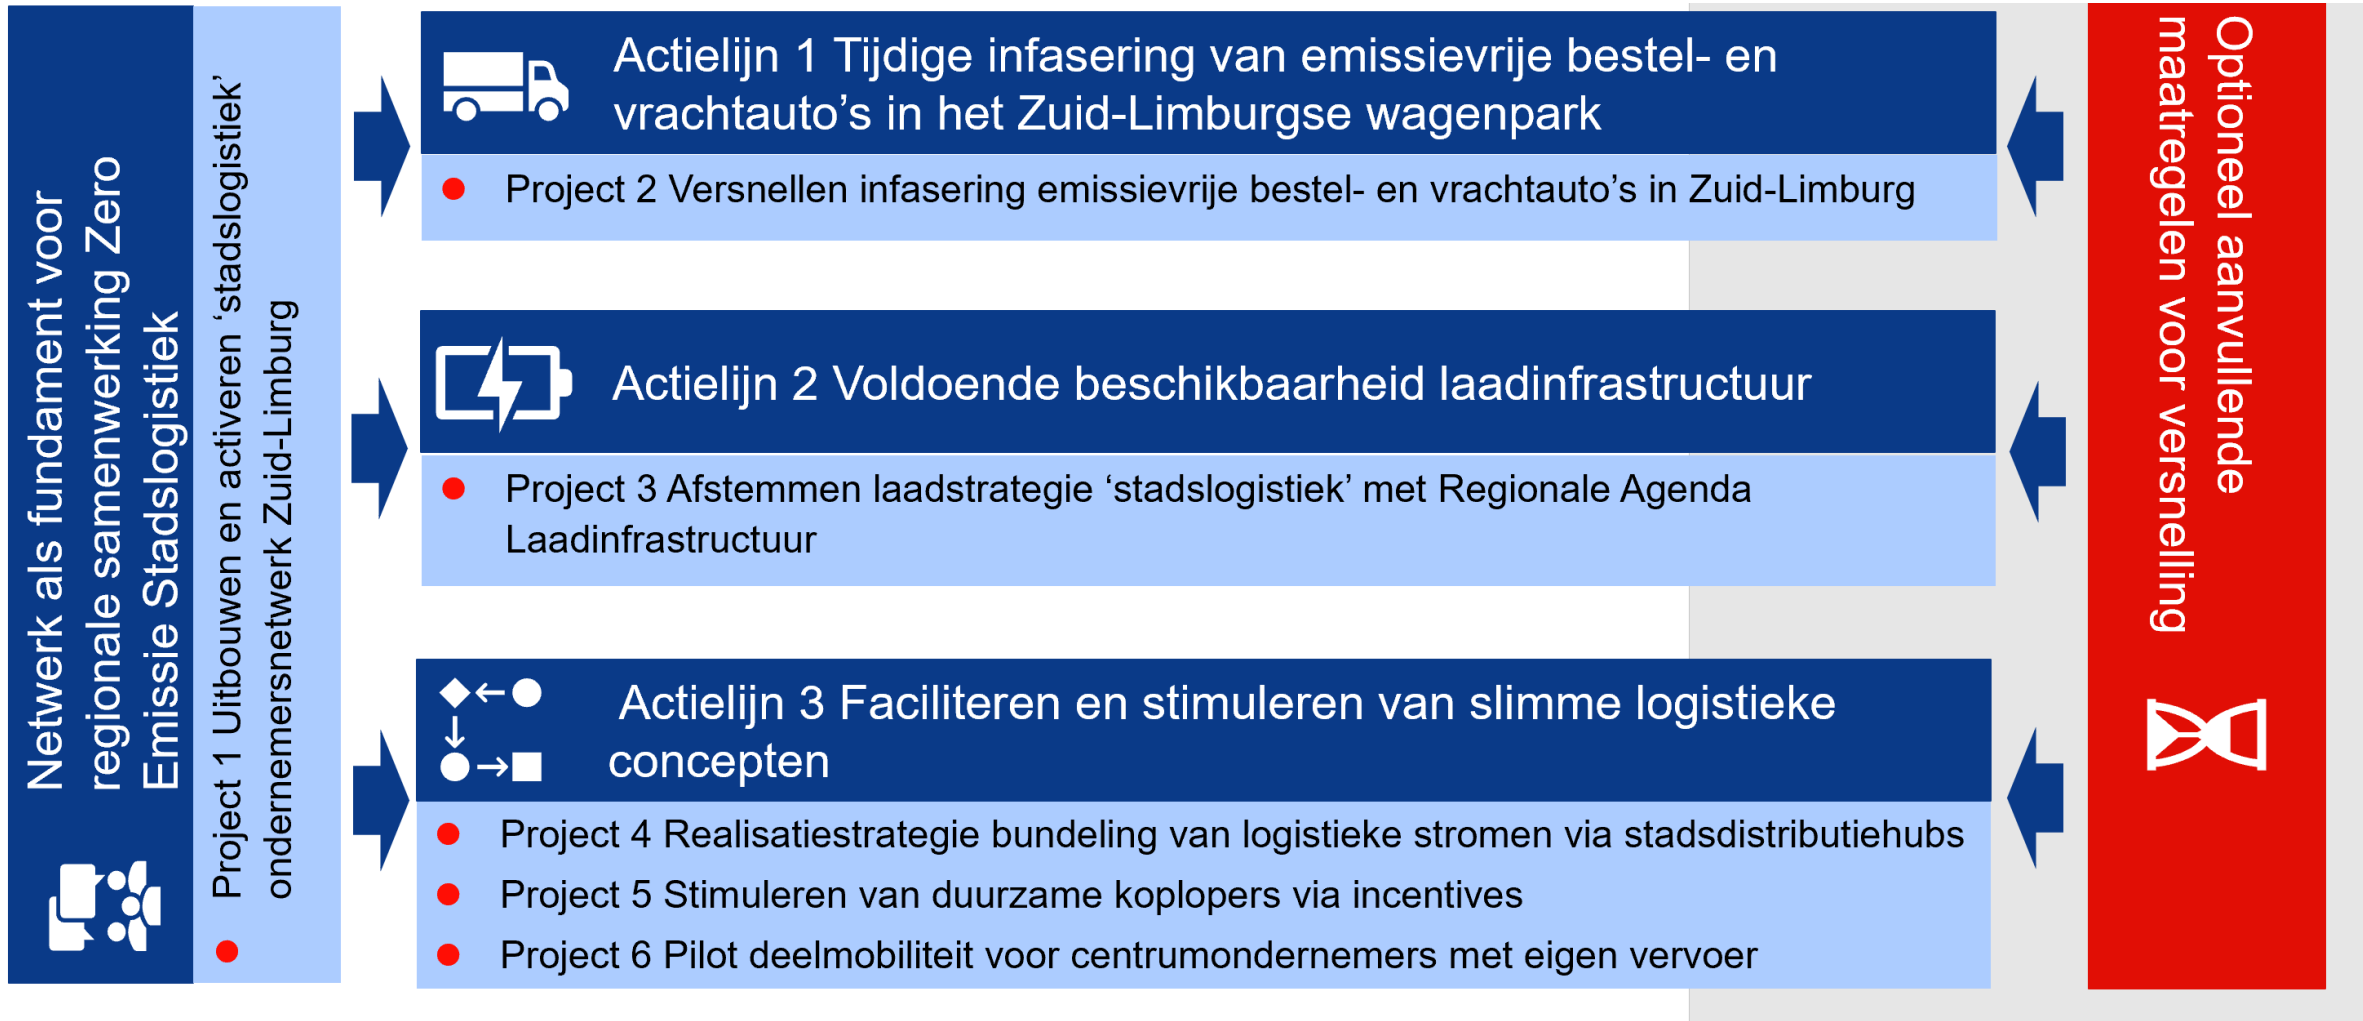 Netwerk als fundament voor
regionale samenwerking Zero
Emissie Stadslogistiek
Project 1 Uitbouwen en activeren ‘stadslogistiek’
ondernemersnetwerk Zuid-Limburg
Actielijn 1 Tijdige infasering van emissievrije bestel- en
vrachtauto’s in het Zuid-Limburgse wagenpark
Project 2 Versnellen infasering emissievrije bestel- en vrachtauto’s in Zuid-Limburg
Actielijn 2 Voldoende beschikbaarheid laadinfrastructuur
Project 3 Afstemmen laadstrategie ‘stadslogistiek’ met Regionale Agenda
Laadinfrastructuur
Actielijn 3 Faciliteren en stimuleren van slimme logistieke
concepten
Project 4 Realisatiestrategie bundeling van logistieke stromen via stadsdistributiehubs
Project 5 Stimuleren van duurzame koplopers via incentives
Project 6 Pilot deelmobiliteit voor centrumondernemers met eigen vervoer
Optioneel aanvullende
maatregelen voor versnelling